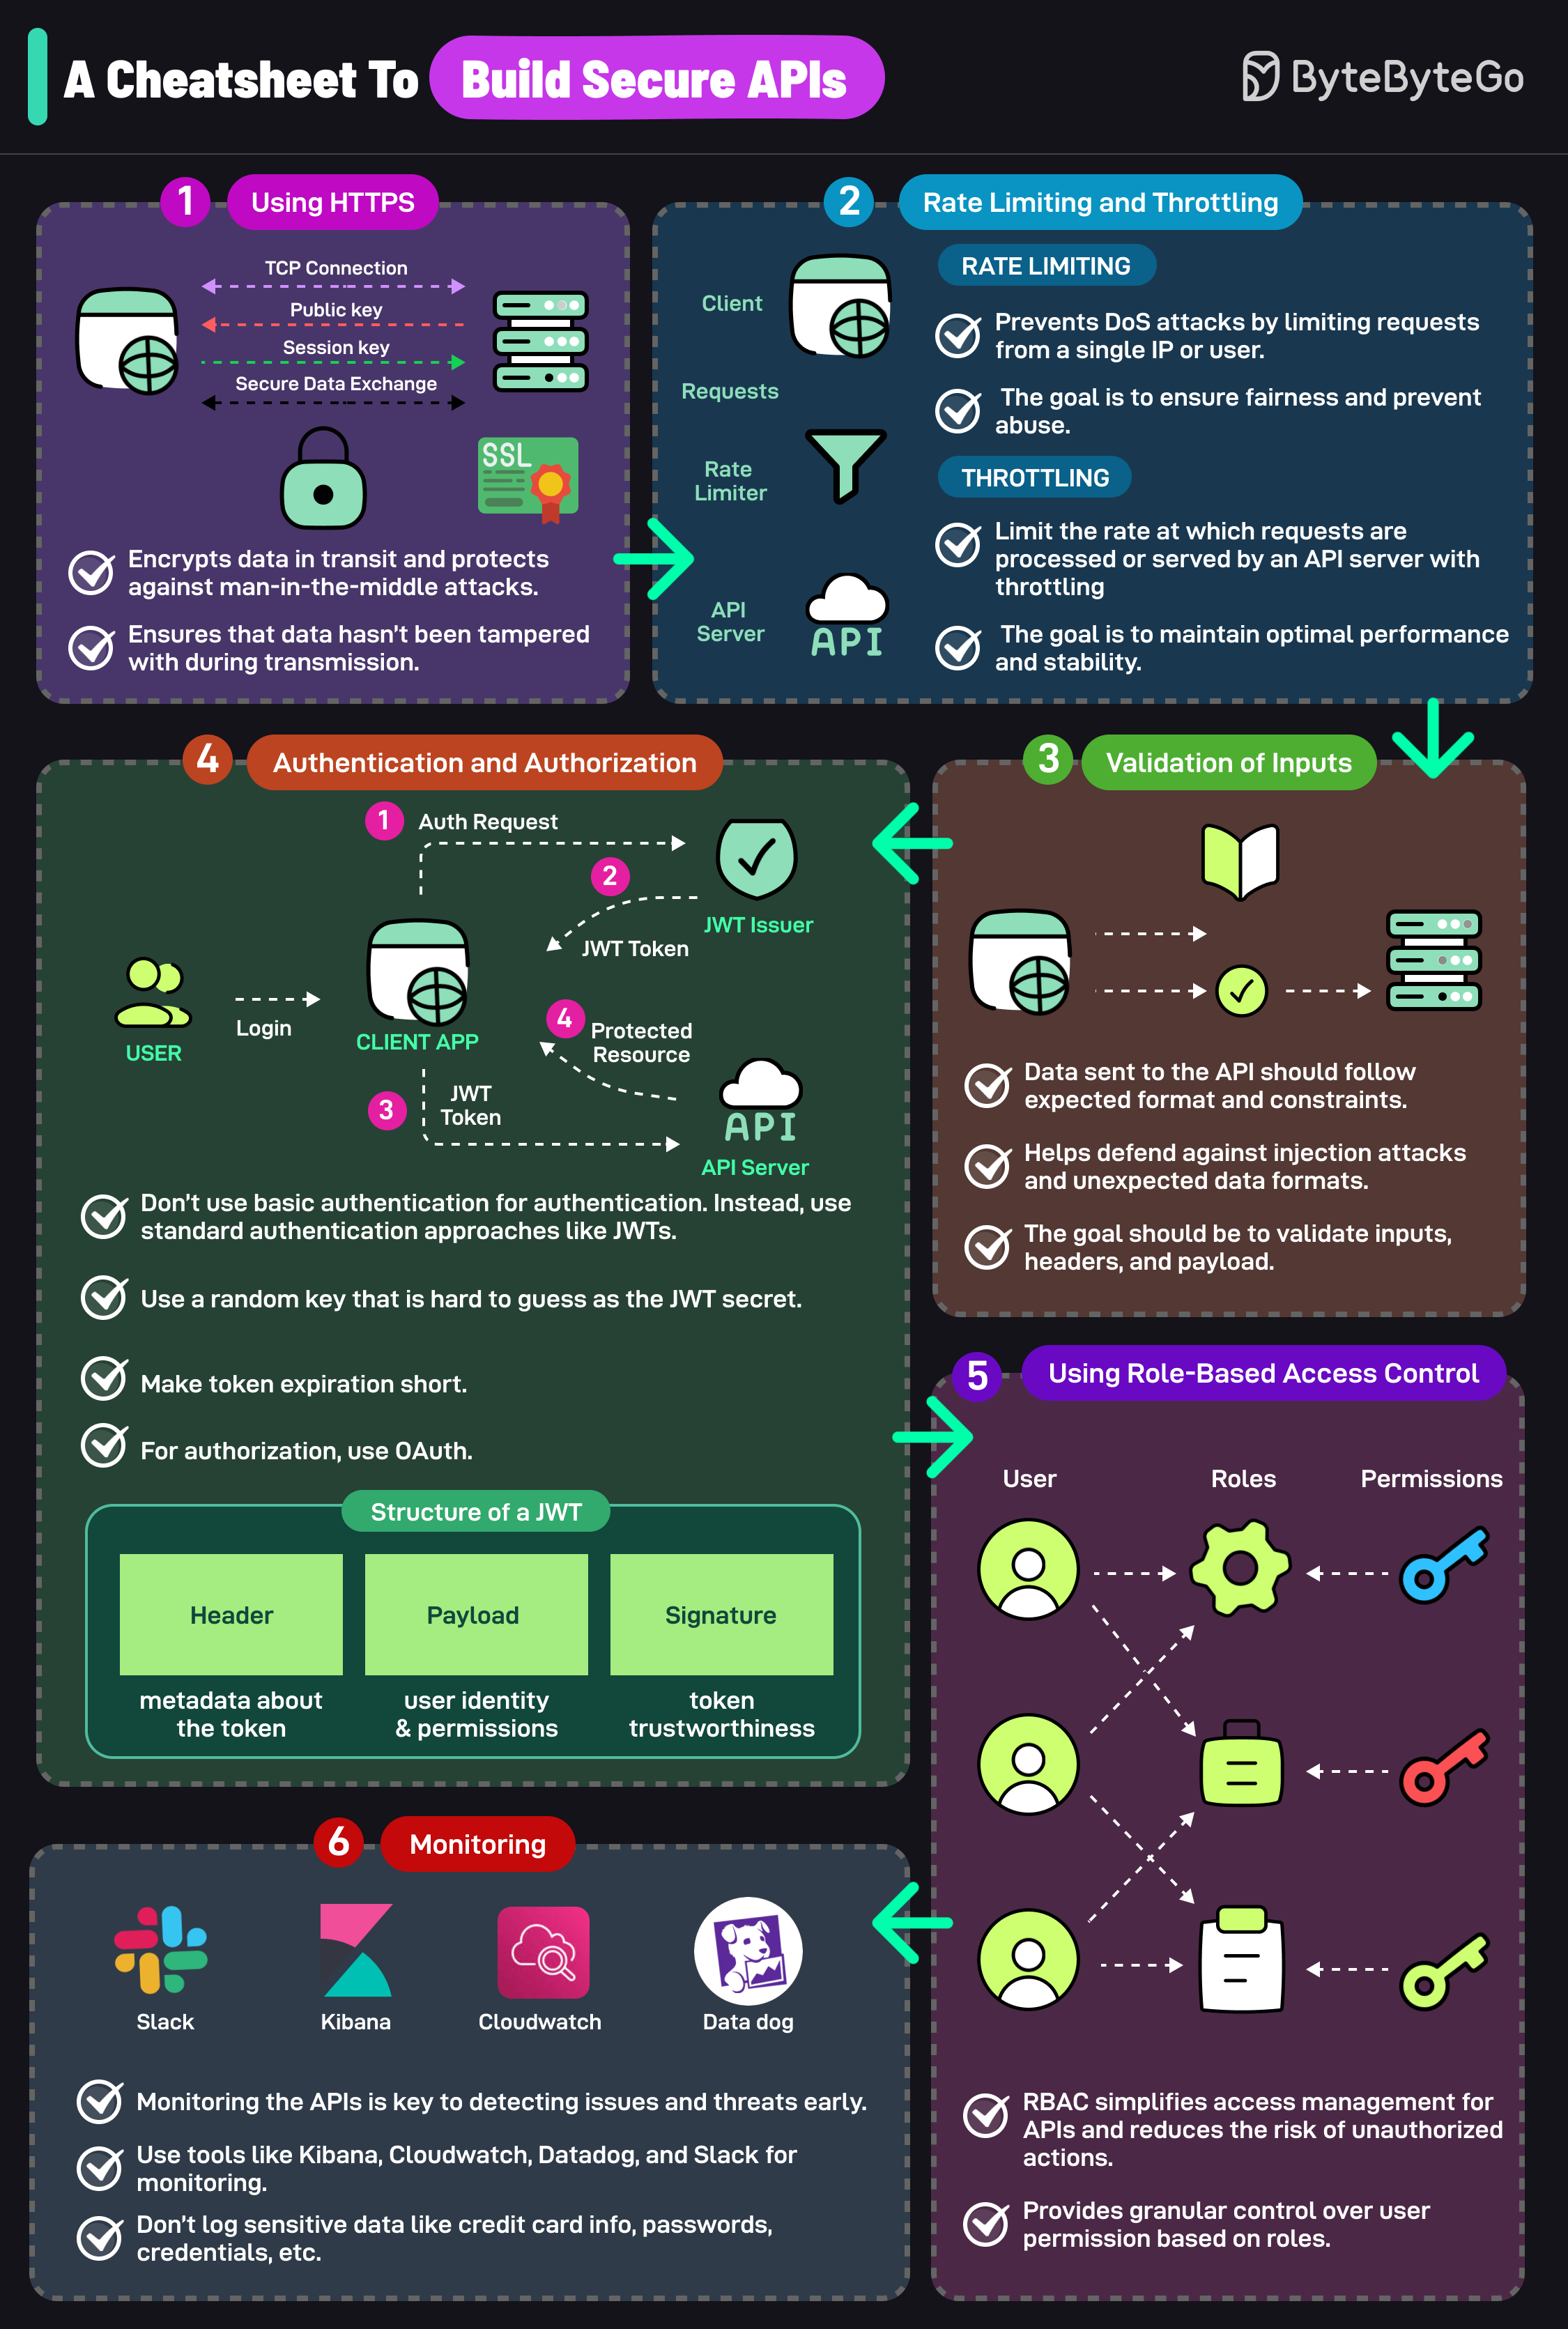 A Cheatsheet To Build Secure APIs
ByteByteGo
1 Using HTTPS
TCP Connection
Public key
Session key
Secure Data Exchange
SSL
Encrypts data in transit and protects
against man-in-the-middle attacks.
Ensures that data hasn't been tampered
with during transmission.
2 Rate Limiting and Throttling
Client
Requests
Rate
Limiter
API
Server
API
RATE LIMITING
Prevents DoS attacks by limiting requests
from a single IP or user.
The goal is to ensure fairness and prevent
abuse.
THROTTLING
Limit the rate at which requests are
processed or served by an API server with
throttling
The goal is to maintain optimal performance
and stability.
3 Validation of Inputs
Data sent to the API should follow
expected format and constraints.
Helps defend against injection attacks
and unexpected data formats.
The goal should be to validate inputs,
headers, and payload.
4 Authentication and Authorization
1 Auth Request
2
JWT Issuer
JWT Token
USER
Login
CLIENT APP
4 Protected
Resource
3 JWT
Token
API
API Server
Don't use basic authentication for authentication. Instead, use
standard authentication approaches like JWTs.
Use a random key that is hard to guess as the JWT secret.
Make token expiration short.
For authorization, use OAuth.
Structure of a JWT
Header
Payload
Signature
metadata about
the token
user identity
& permissions
token
trustworthiness
5 Using Role-Based Access Control
User
Roles
Permissions
RBAC simplifies access management for
APIs and reduces the risk of unauthorized
actions.
Provides granular control over user
permission based on roles.
6 Monitoring
Slack
Kibana
Cloudwatch
Data dog
Monitoring the APIs is key to detecting issues and threats early.
Use tools like Kibana, Cloudwatch, Datadog, and Slack for
monitoring.
Don't log sensitive data like credit card info, passwords,
credentials, etc.